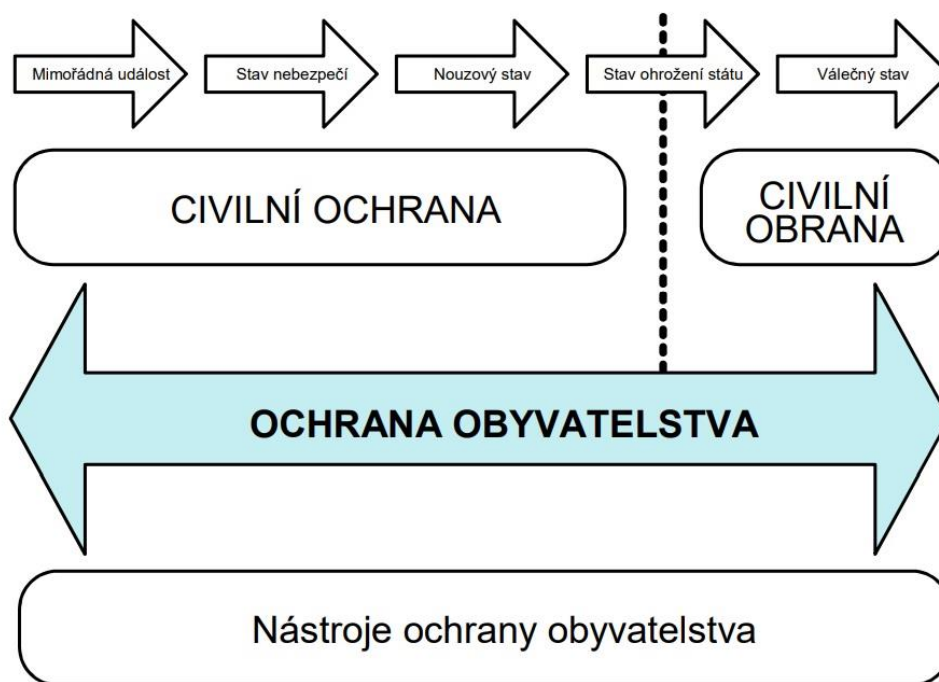 Mimořádná událost
Stav nebezpečí
Nouzový stav
Stav ohrožení státu
Válečný stav
CIVILNÍ OCHRANA
CIVILNÍ
OBRANA
OCHRANA OBYVATELSTVA
Nástroje ochrany obyvatelstva